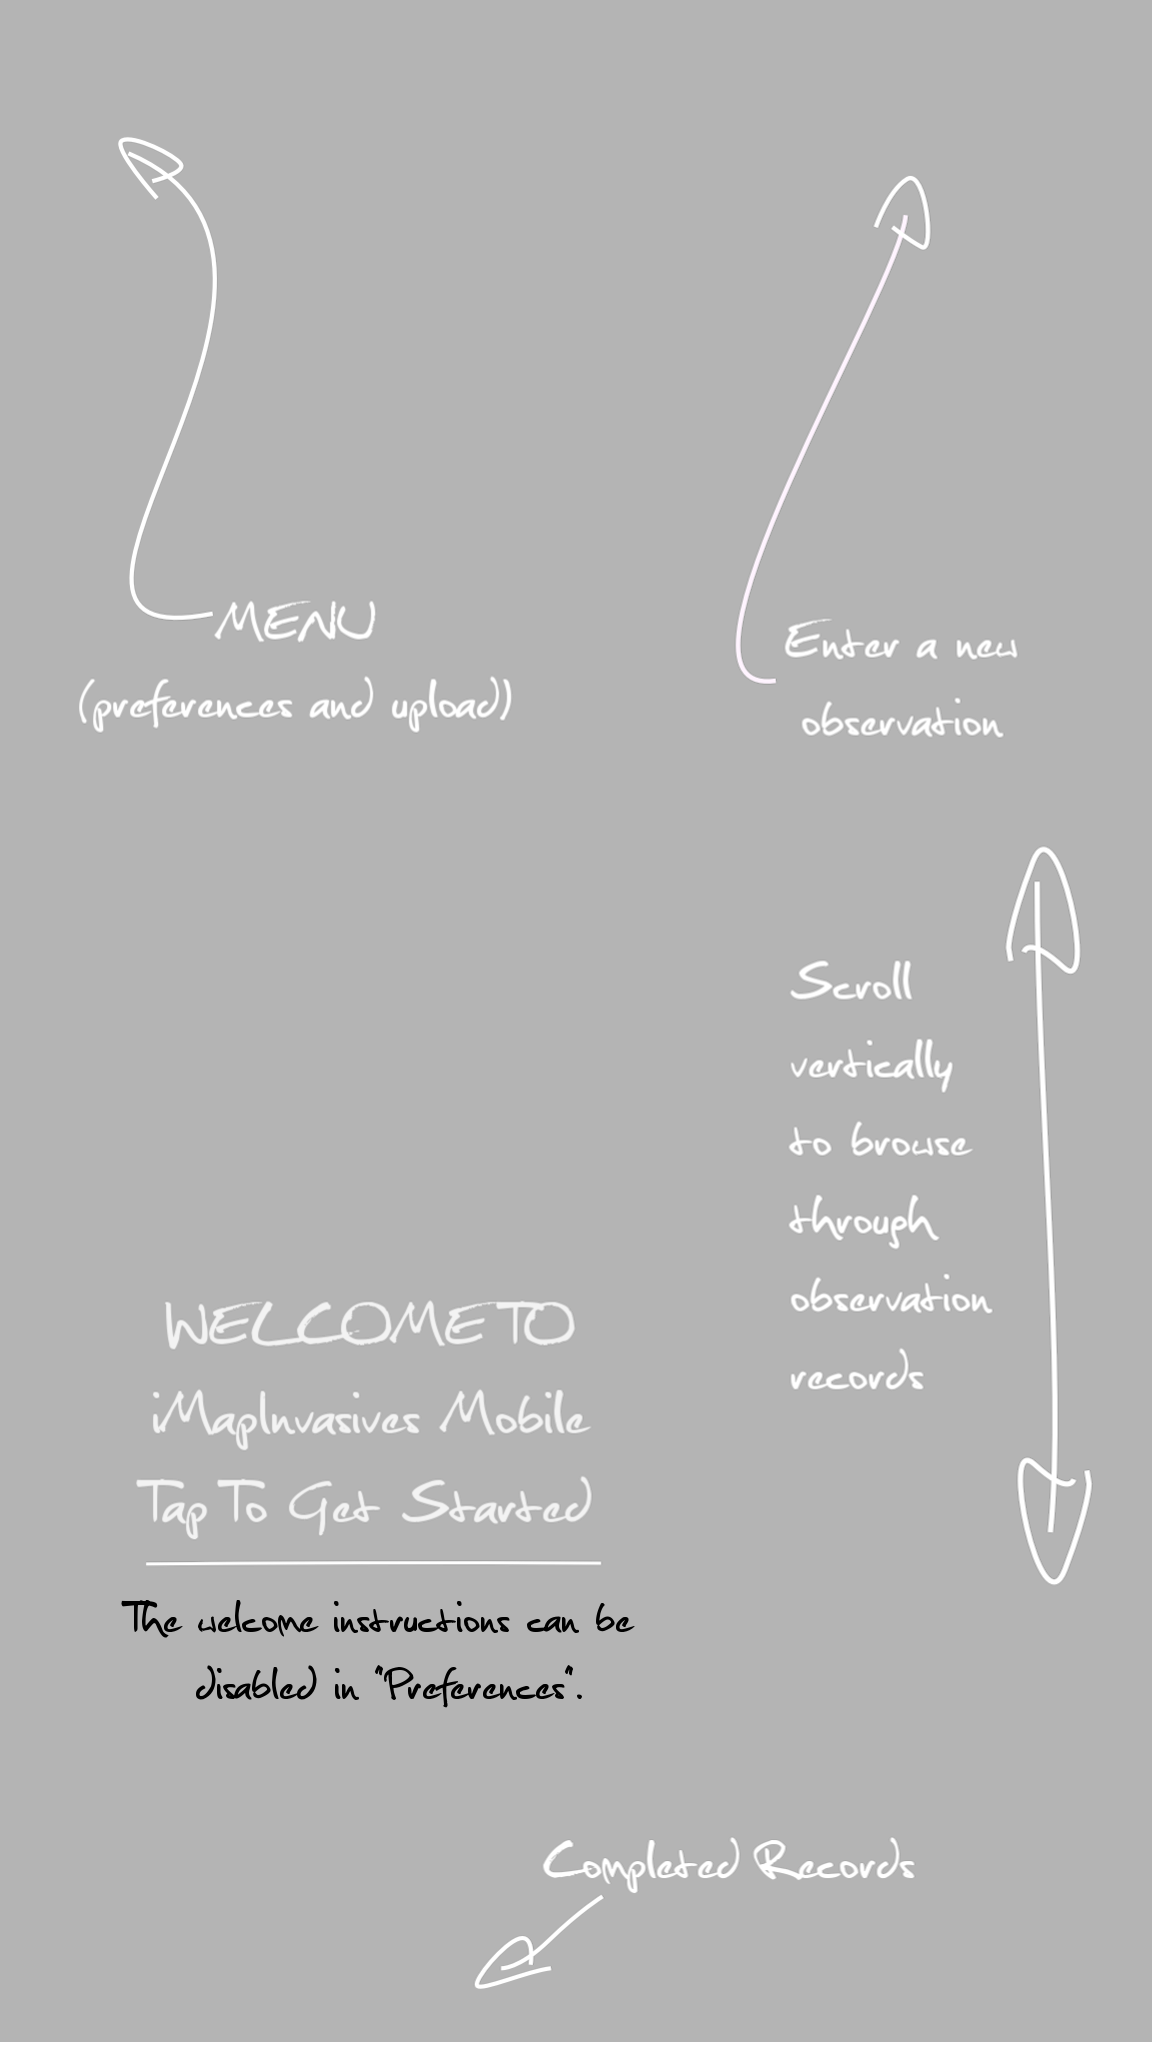 MENU
(preferences and upload))
Enter a new
observation
Scroll
vertically
to browse
through
observation
records
WELCOME TO
iMapInvasives Mobile
Tap To Get Started
The welcome instructions can be
disabled in "Preferences".
Completed Records